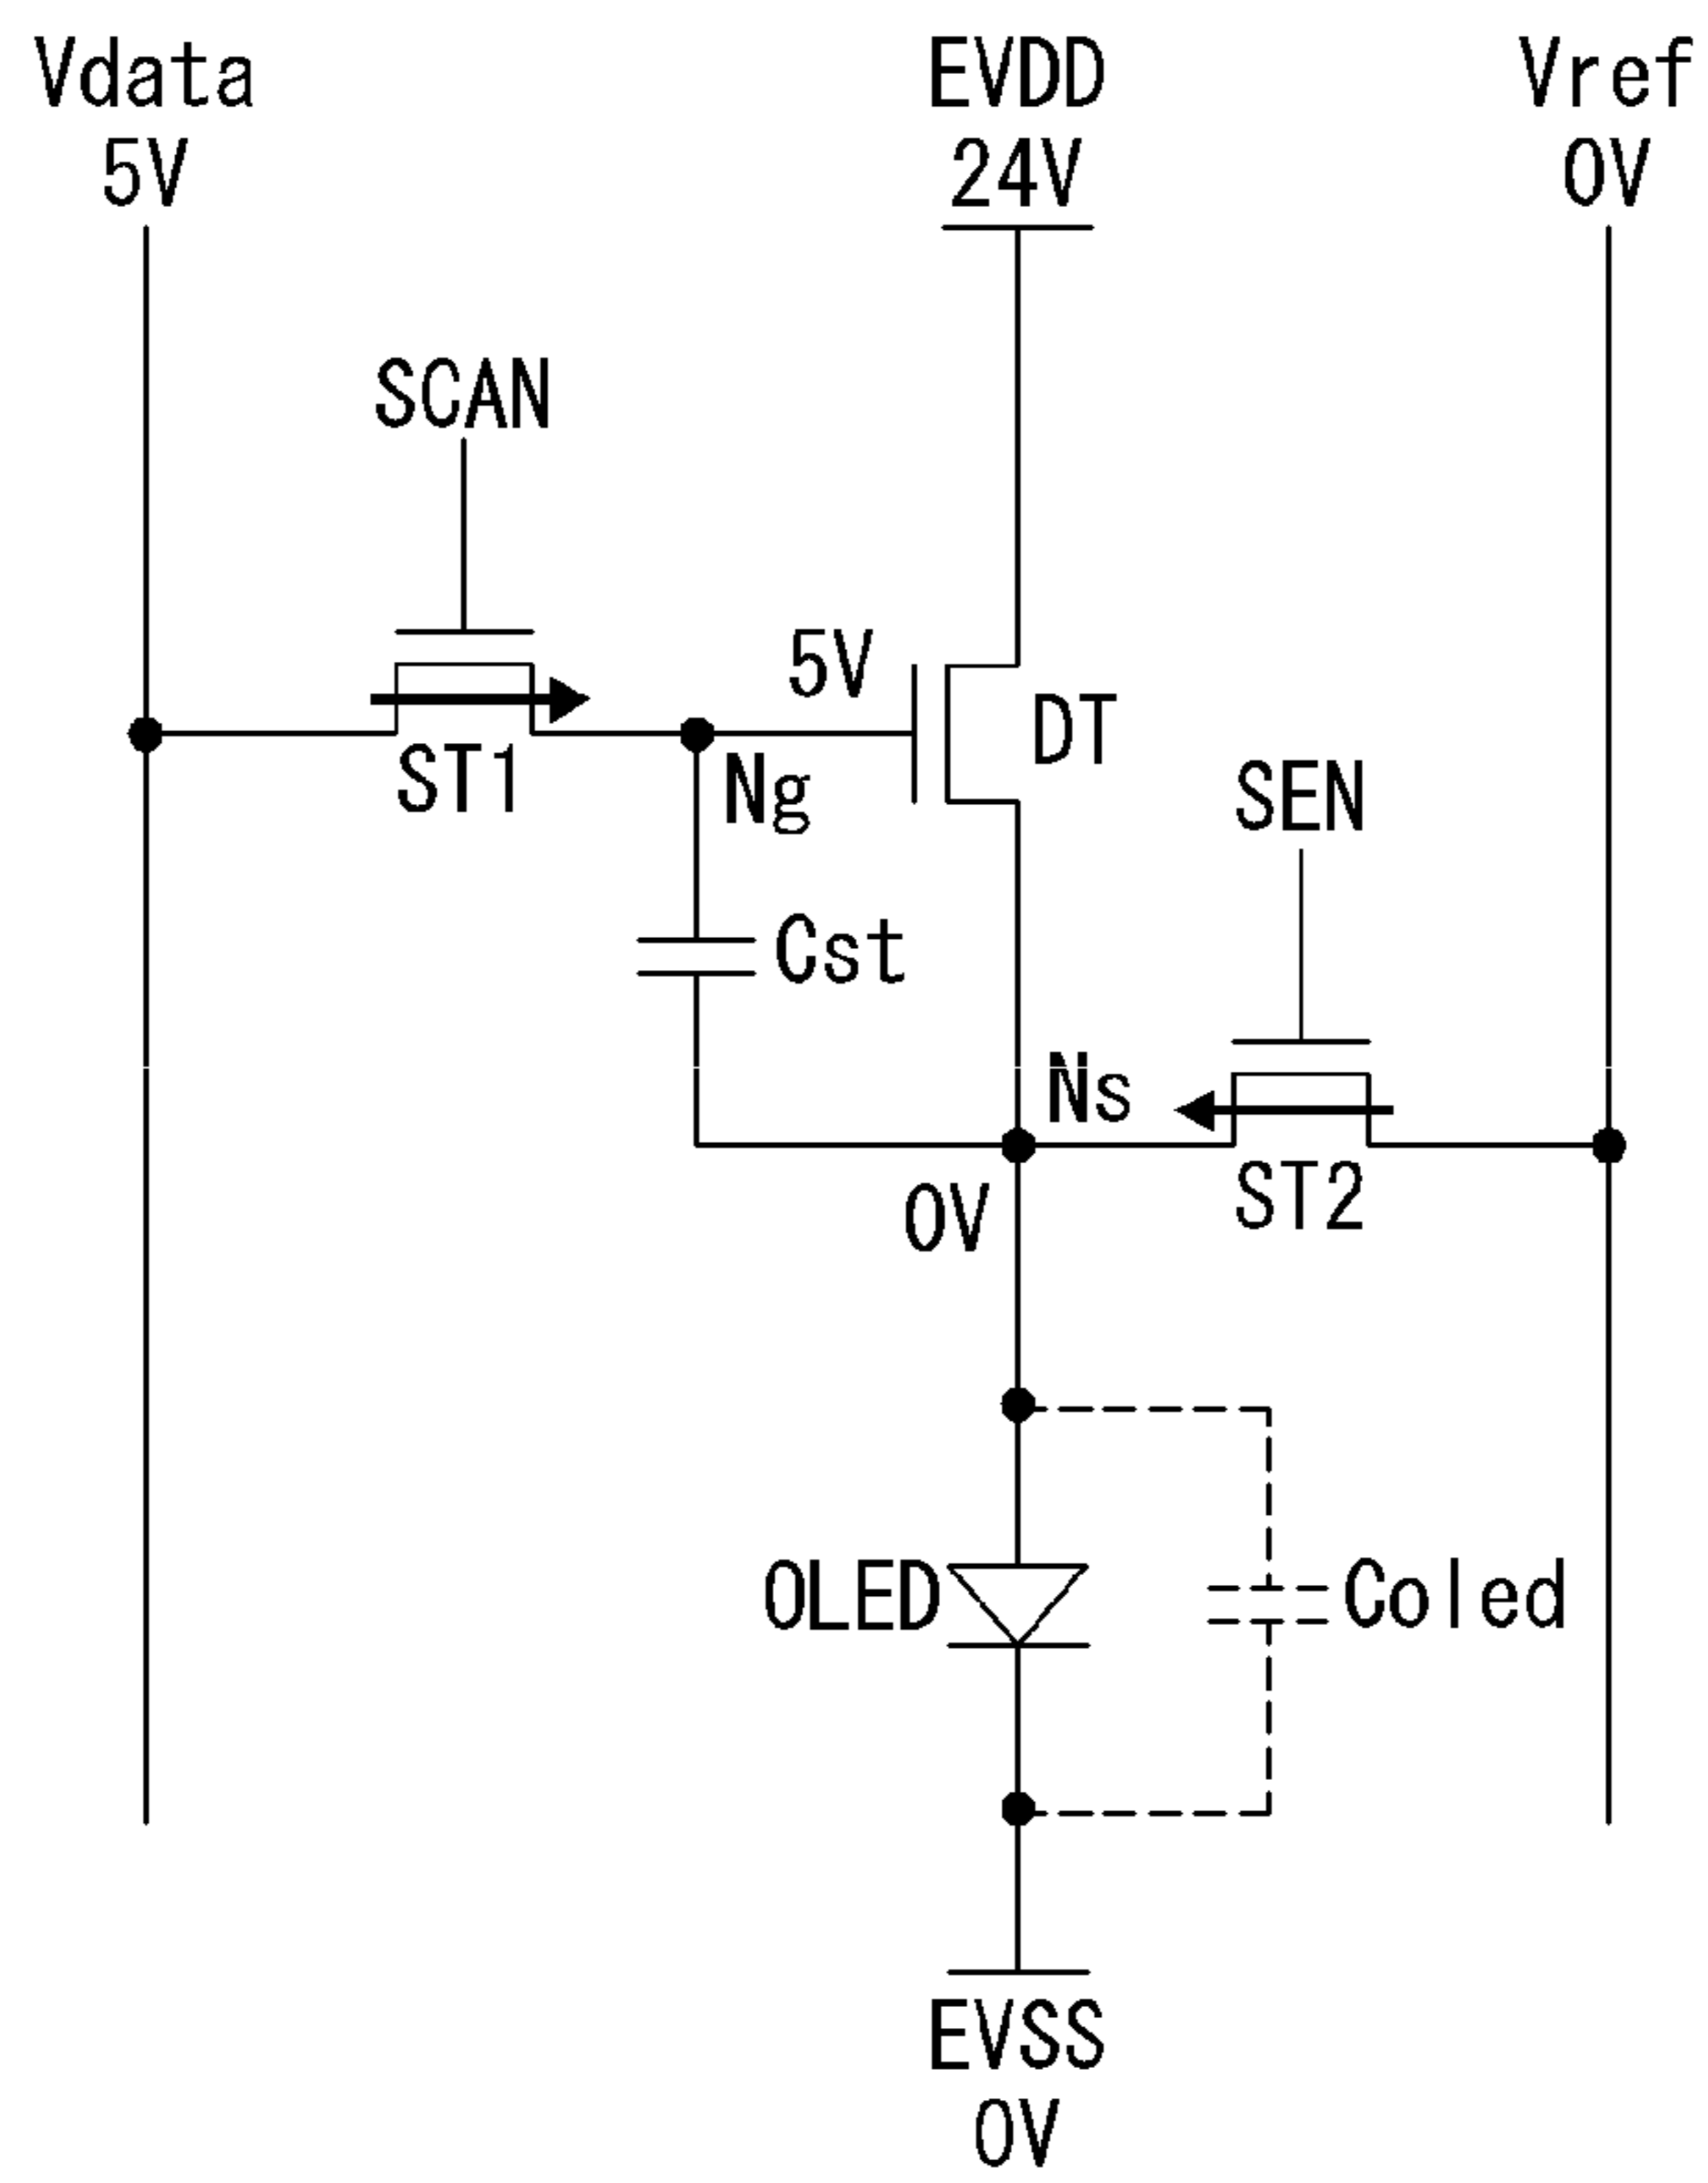 Vdata
5V
EVDD
24V
Vref
0V
SCAN
5V
DT
ST1
Ng
SEN
Cst
Ns
ST2
0V
OLED
Coled
EVSS
0V